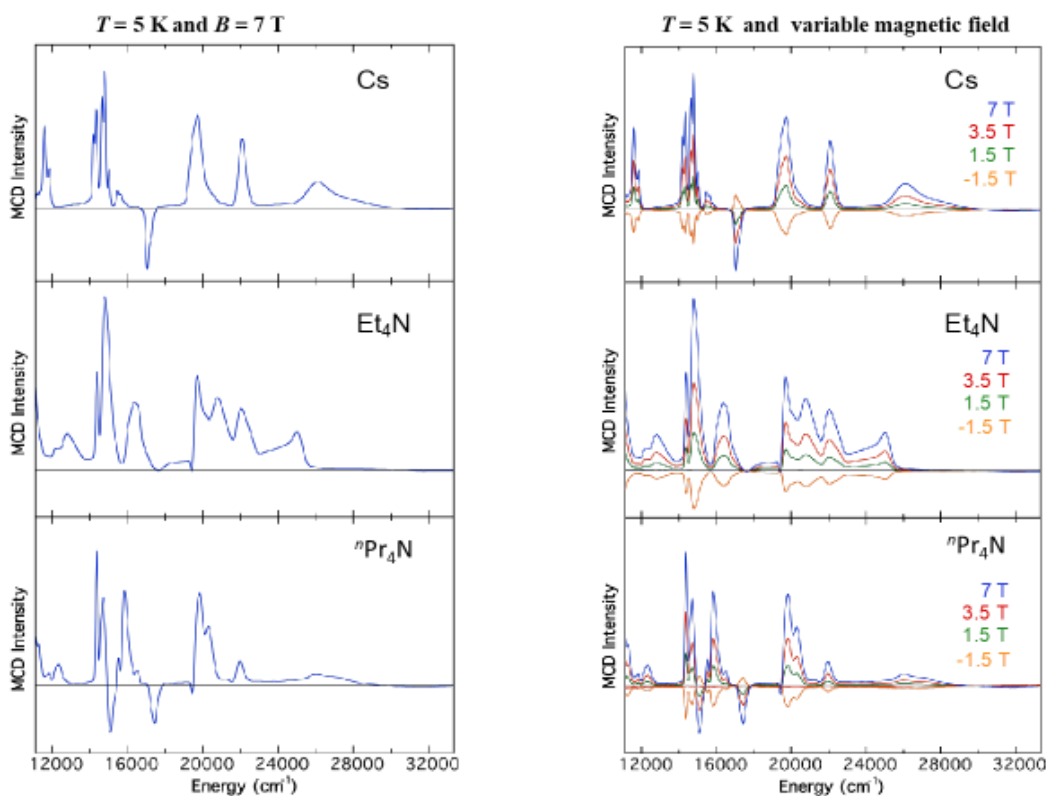 T = 5 K and B = 7 T
Cs
MCD Intensity
Et₄N
MCD Intensity
ⁿPr₄N
MCD Intensity
12000 16000 20000 24000 28000 32000
Energy (cm⁻¹)
T = 5 K and variable magnetic field
Cs
7 T
3.5 T
1.5 T
-1.5 T
MCD Intensity
Et₄N
7 T
3.5 T
1.5 T
-1.5 T
MCD Intensity
ⁿPr₄N
7 T
3.5 T
1.5 T
-1.5 T
MCD Intensity
12000 16000 20000 24000 28000 32000
Energy (cm⁻¹)